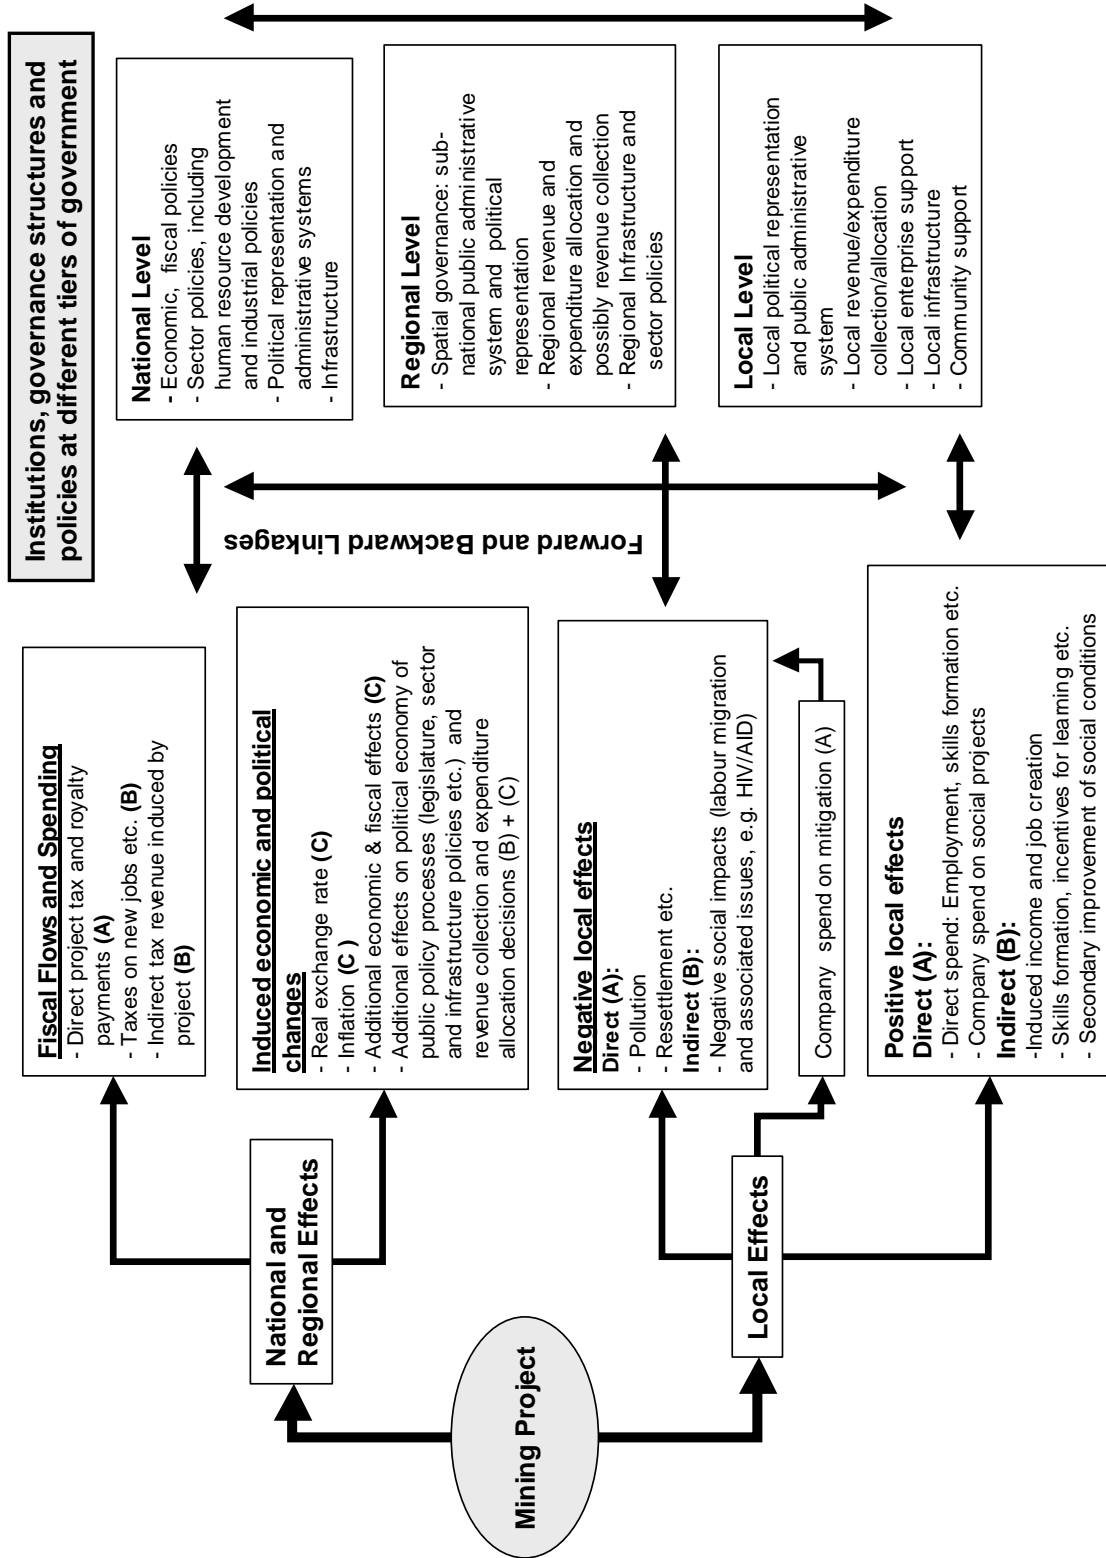 Institutions, governance structures and
policies at different tiers of government
Mining Project
National and
Regional Effects
Local Effects
Fiscal Flows and Spending
- Direct project tax and royalty
payments (A)
- Taxes on new jobs etc. (B)
- Indirect tax revenue induced by
project (B)
Induced economic and political
changes
- Real exchange rate (C)
- Inflation (C )
- Additional economic & fiscal effects (C)
- Additional effects on political economy of
public policy processes (legislature, sector
and infrastructure policies etc.) and
revenue collection and expenditure
allocation decisions (B) + (C)
Negative local effects
Direct (A):
- Pollution
- Resettlement etc.
Indirect (B):
- Negative social impacts (labour migration
and associated issues, e.g. HIV/AID)
Company spend on mitigation (A)
Positive local effects
Direct (A):
- Direct spend: Employment, skills formation etc.
- Company spend on social projects
Indirect (B):
-Induced income and job creation
- Skills formation, incentives for learning etc.
- Secondary improvement of social conditions
Forward and Backward Linkages
National Level
- Economic, fiscal policies
- Sector policies, including
human resource development
and industrial policies
- Political representation and
administrative systems
- Infrastructure
Regional Level
- Spatial governance: sub-
national public administrative
system and political
representation
- Regional revenue and
expenditure allocation and
possibly revenue collection
- Regional Infrastructure and
sector policies
Local Level
- Local political representation
and public administrative
system
- Local revenue/expenditure
collection/allocation
- Local enterprise support
- Local infrastructure
- Community support